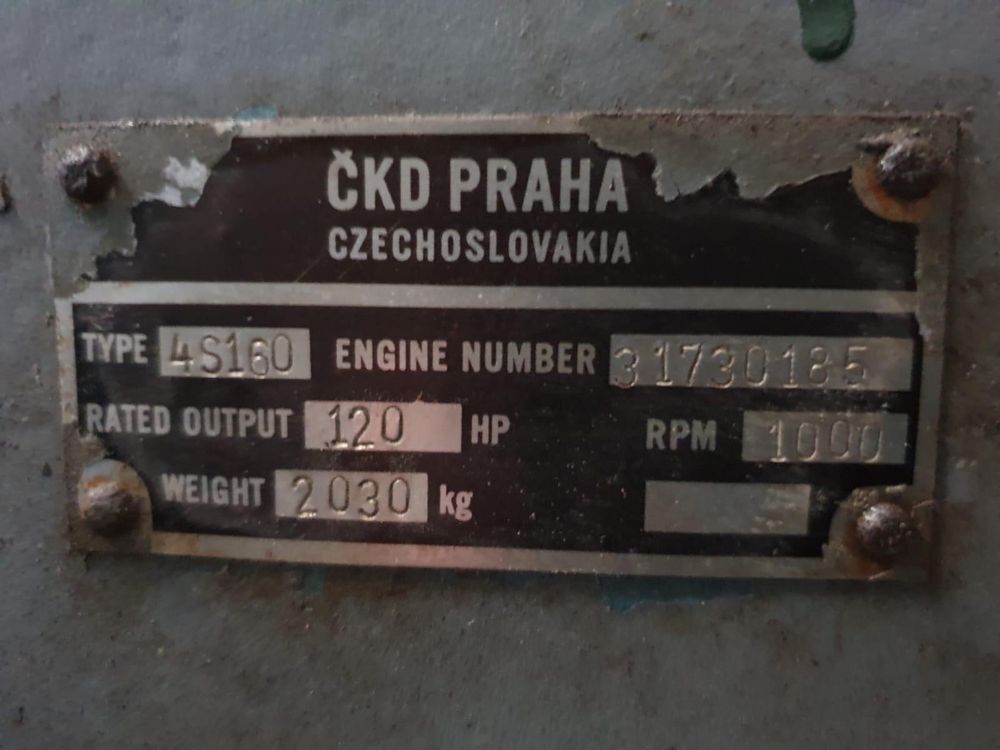 ČKD PRAHA
CZECHOSLOVAKIA
TYPE 4S160 ENGINE NUMBER 31730185
RATED OUTPUT 120 HP RPM 1000
WEIGHT 2030 kg